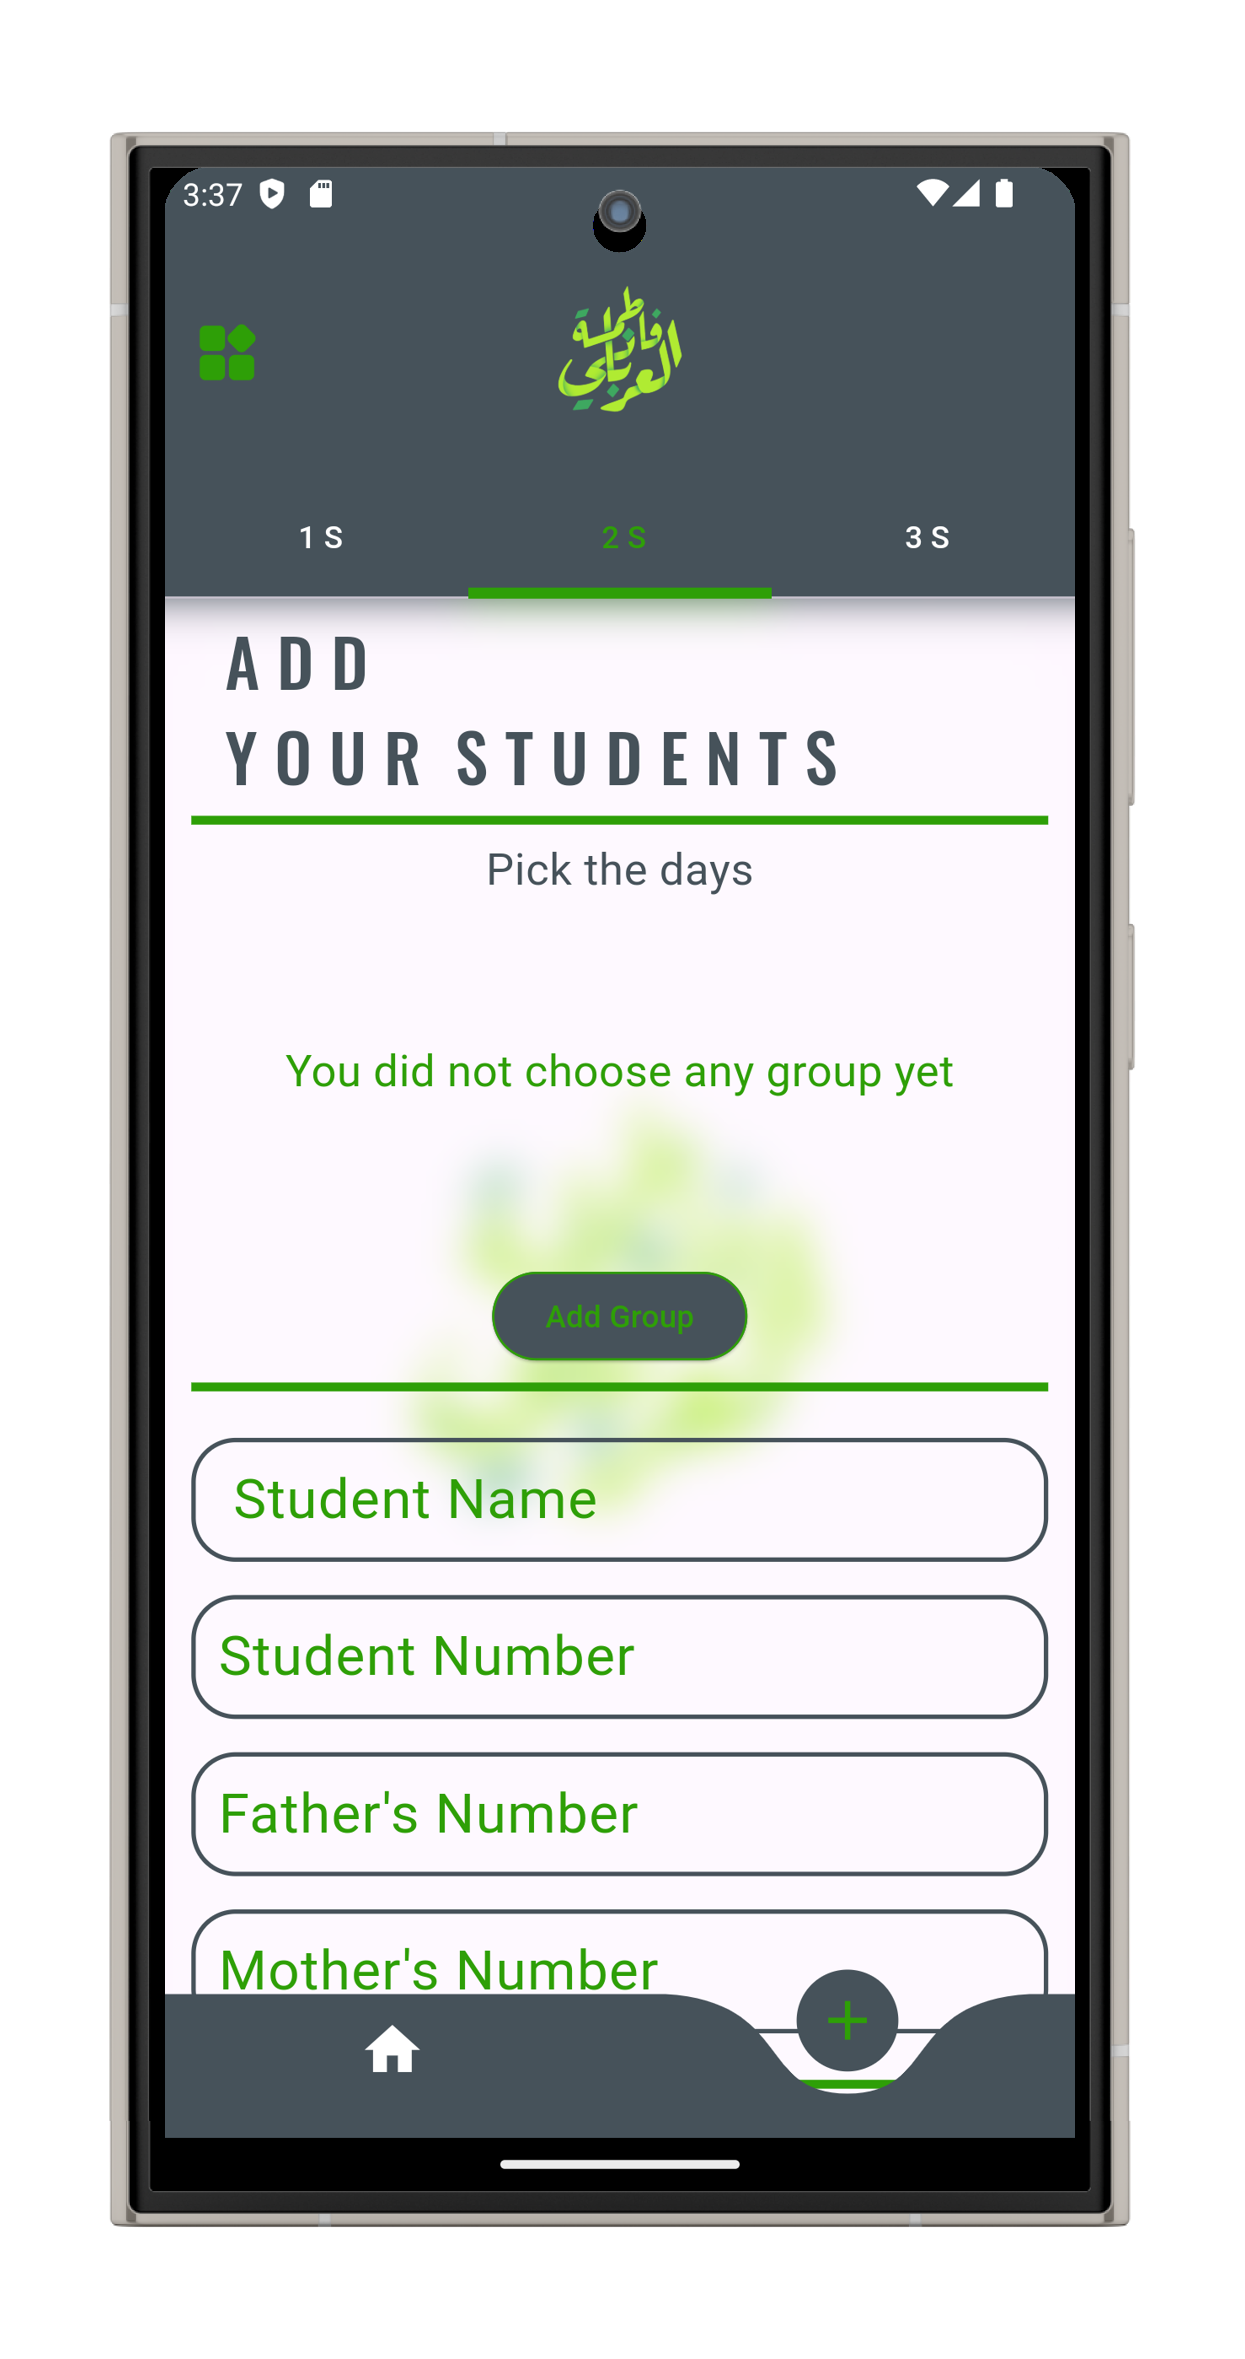 3:37
فاطمة
العرباني
1 S
2 S
3 S
ADD
YOUR STUDENTS
Pick the days
You did not choose any group yet
Add Group
Student Name
Student Number
Father's Number
Mother's Number